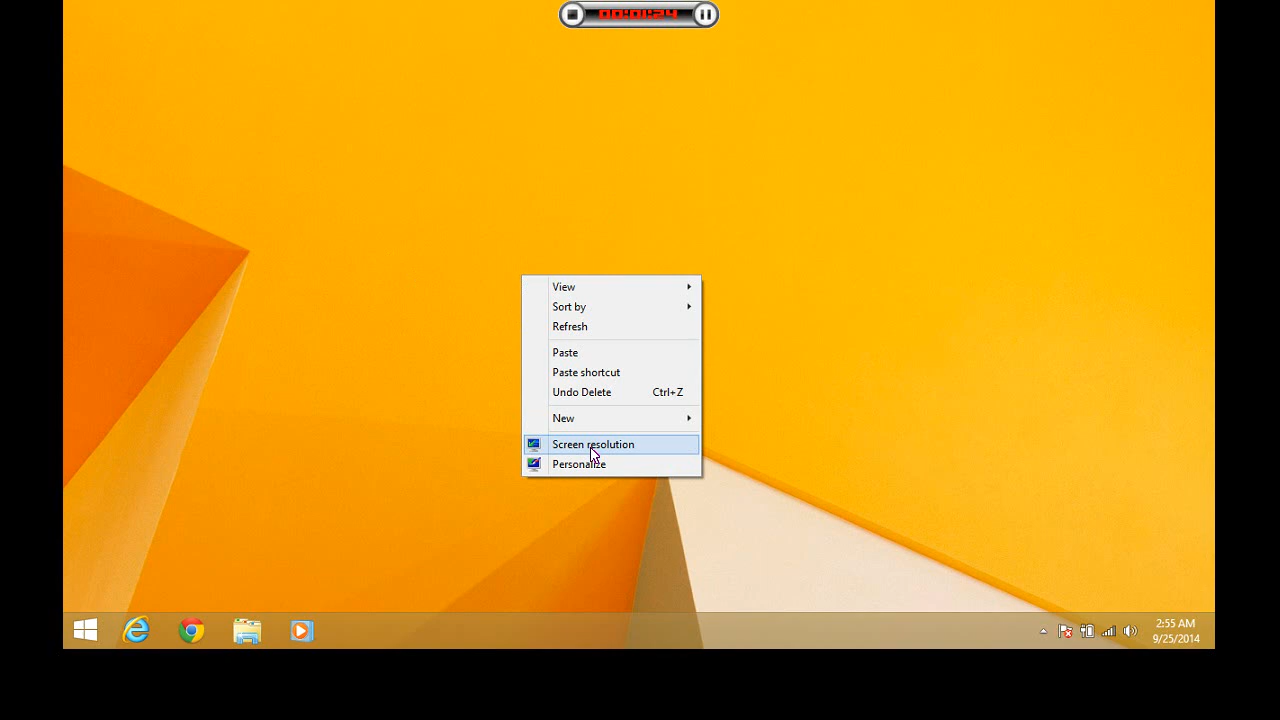 00:01:24
View
Sort by
Refresh
Paste
Paste shortcut
Undo Delete Ctrl+Z
New
Screen resolution
Personalize
2:55 AM
9/25/2014